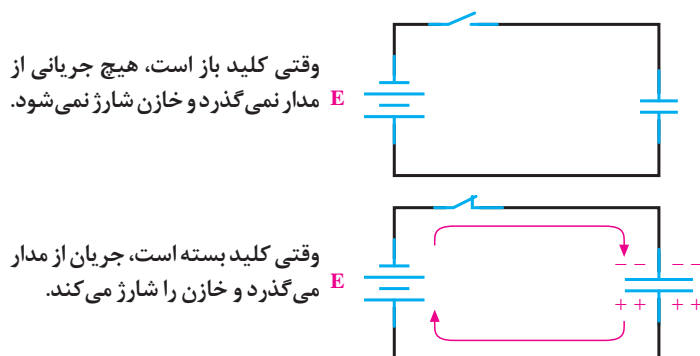 وقتی کلید باز است، هیچ جریانی از
مدار نمی‌گذرد و خازن شارژ نمی‌شود.
E
وقتی کلید بسته است، جریان از مدار
می‌گذرد و خازن را شارژ می‌کند.
E
− − − −
+ + + +